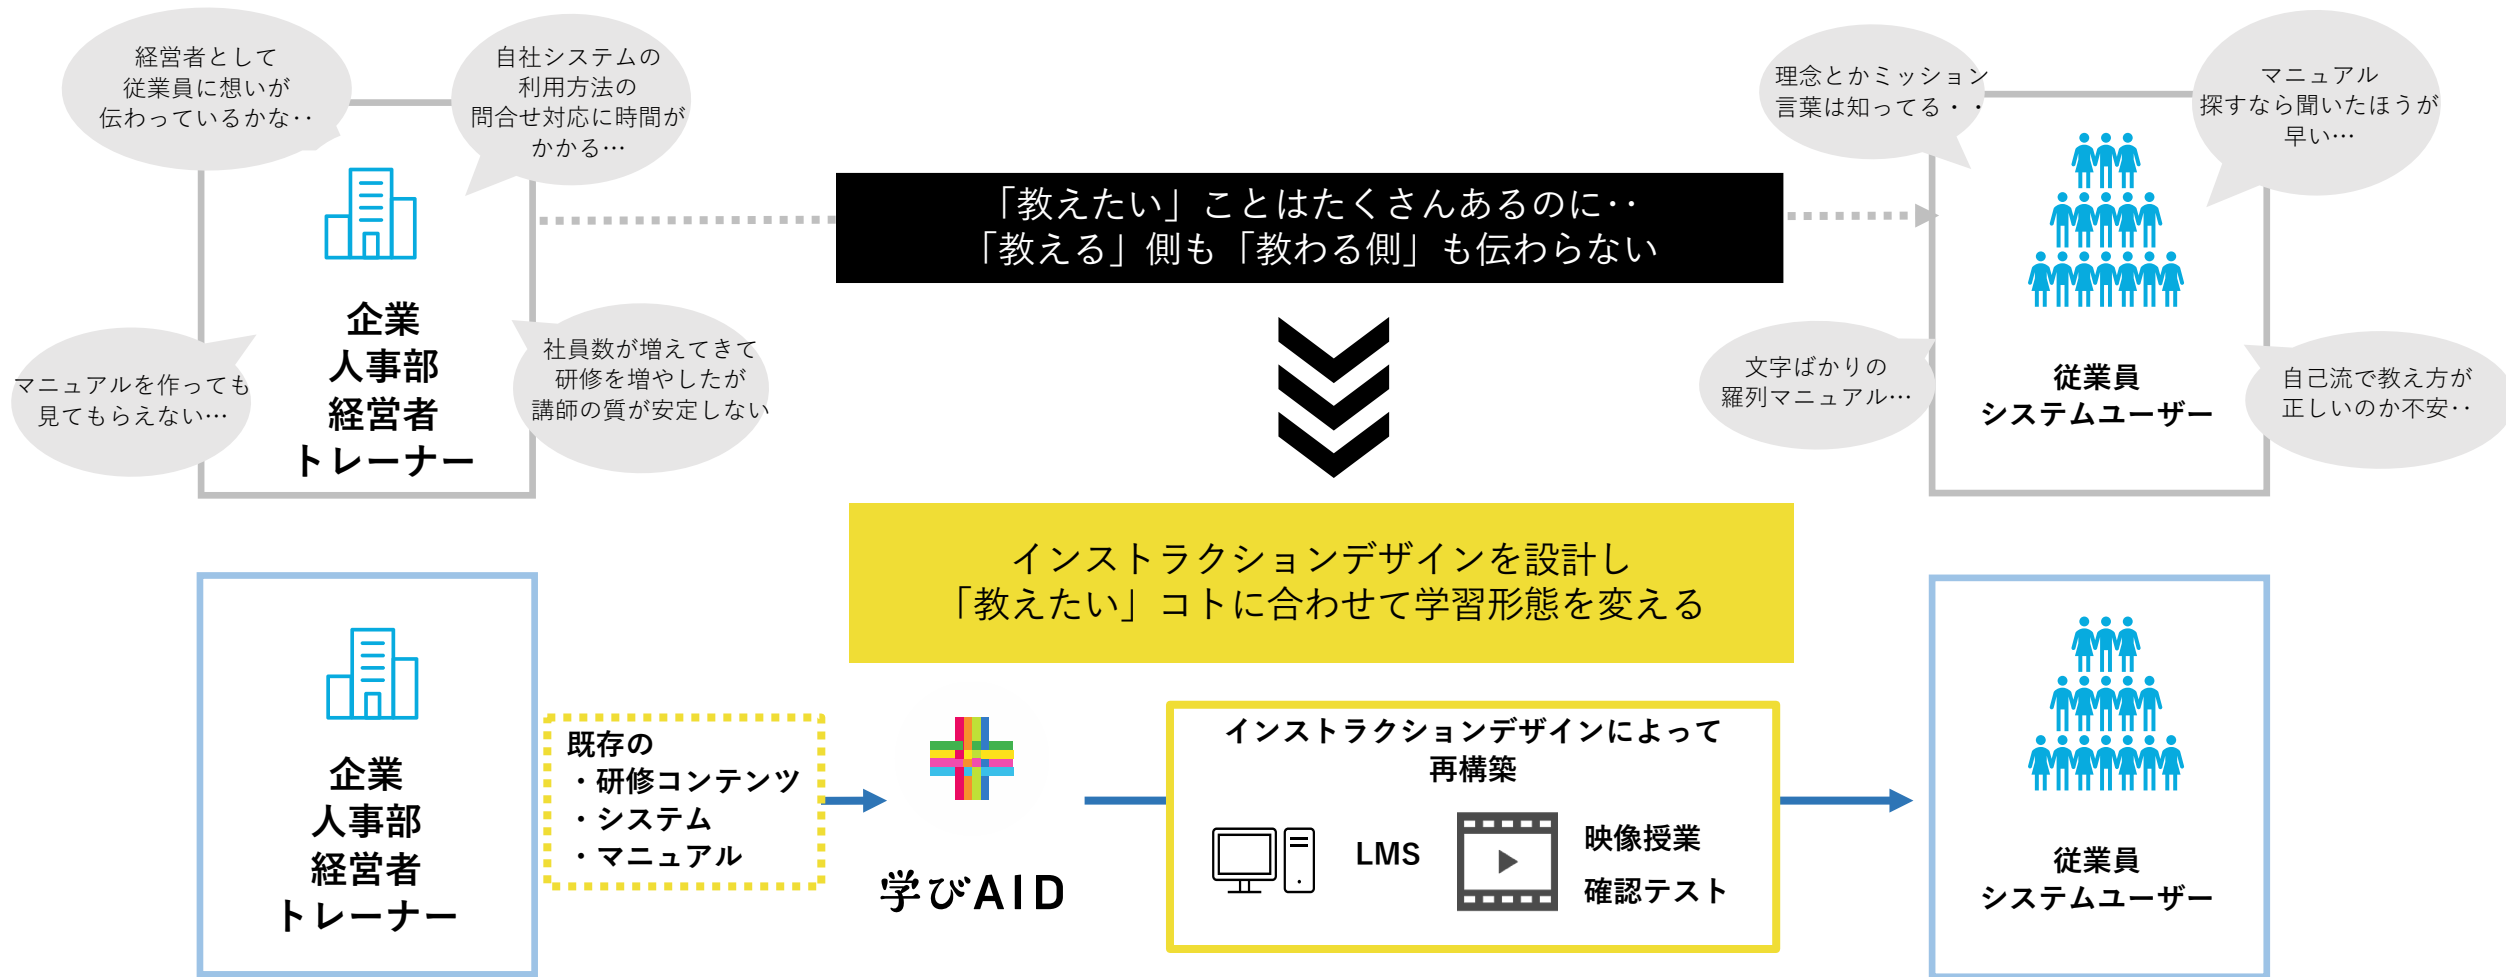 経営者として
従業員に想いが
伝わっているかな‥
自社システムの
利用方法の
問合せ対応に時間が
かかる…
理念とかミッション
言葉は知ってる・・
マニュアル
探すなら聞いたほうが
早い…
「教えたい」ことはたくさんあるのに‥
「教える」側も「教わる側」も伝わらない
企業
人事部
経営者
トレーナー
マニュアルを作っても
見てもらえない…
社員数が増えてきて
研修を増やしたが
講師の質が安定しない
文字ばかりの
羅列マニュアル…
従業員
システムユーザー
自己流で教え方が
正しいのか不安‥
インストラクションデザインを設計し
「教えたい」コトに合わせて学習形態を変える
企業
人事部
経営者
トレーナー
既存の
・研修コンテンツ
・システム
・マニュアル
学びAID
インストラクションデザインによって
再構築
LMS
映像授業
確認テスト
従業員
システムユーザー